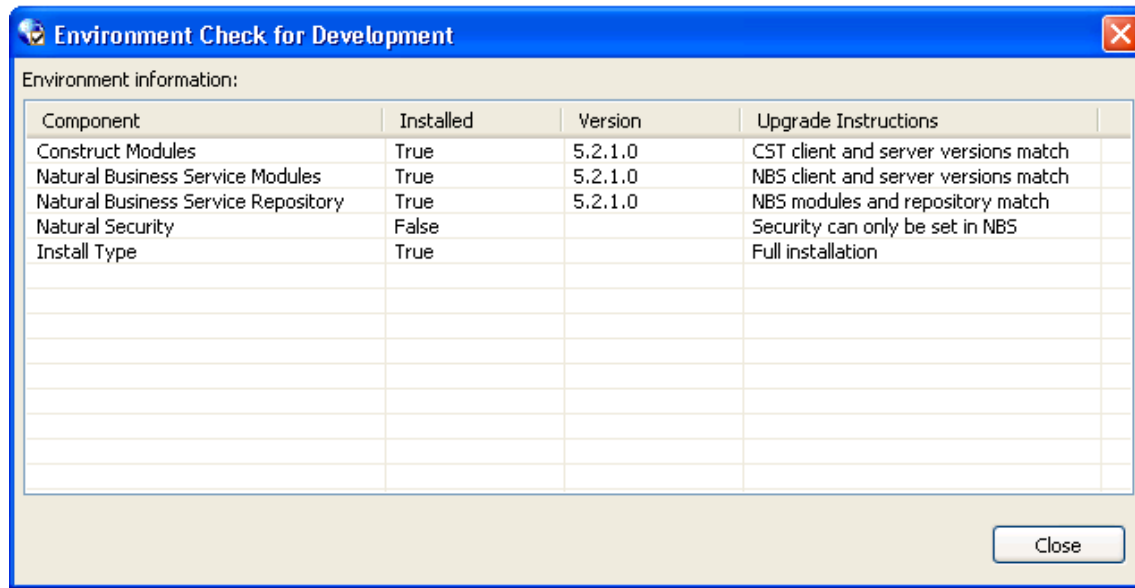 Environment Check for Development
Environment information:
Component Installed Version Upgrade Instructions
Construct Modules True 5.2.1.0 CST client and server versions match
Natural Business Service Modules True 5.2.1.0 NBS client and server versions match
Natural Business Service Repository True 5.2.1.0 NBS modules and repository match
Natural Security False Security can only be set in NBS
Install Type True Full installation
Close